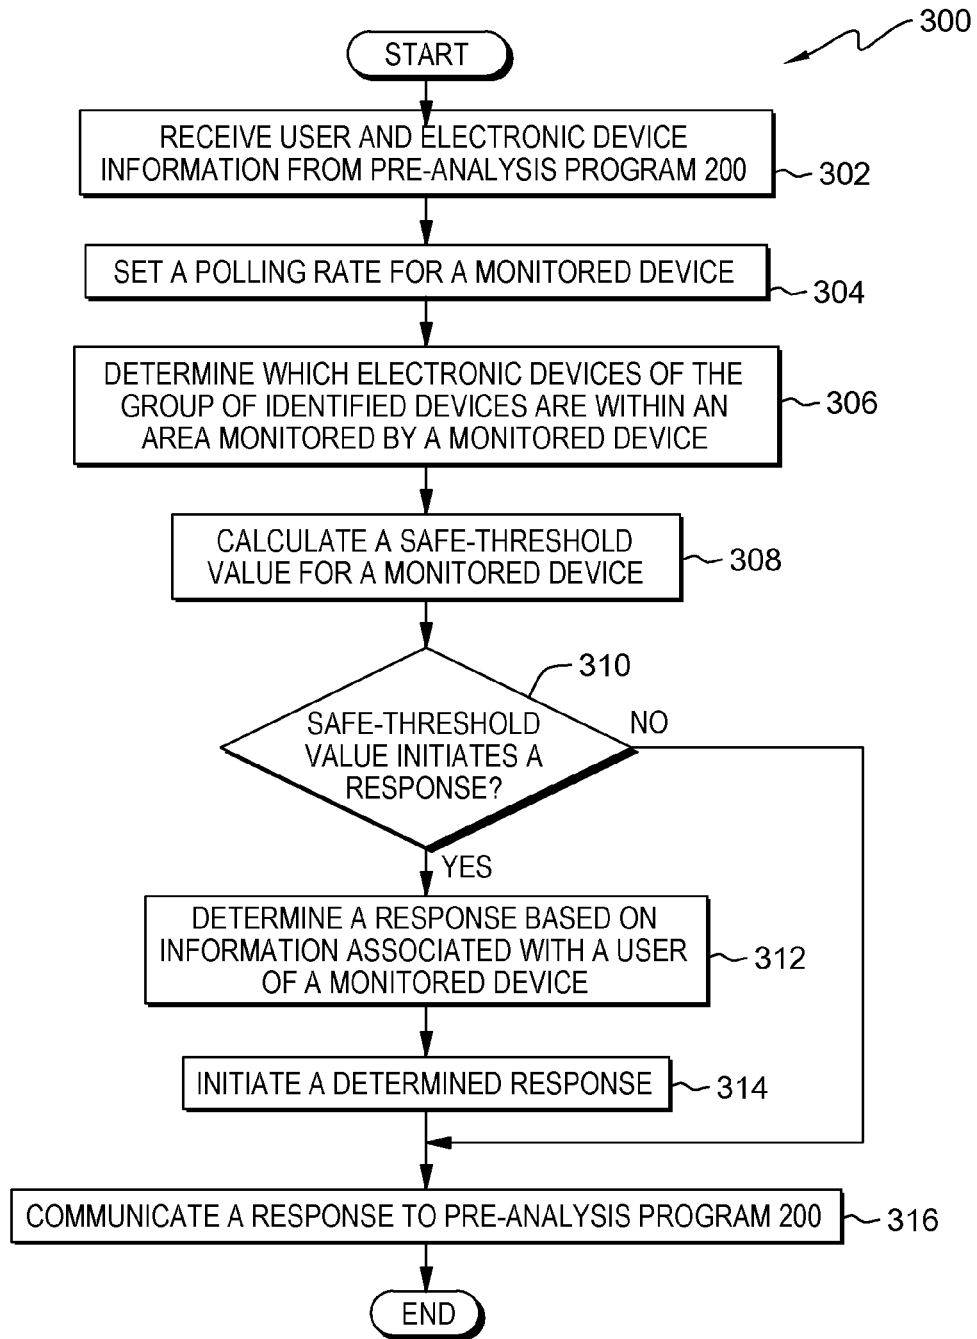 300
START
RECEIVE USER AND ELECTRONIC DEVICE
INFORMATION FROM PRE-ANALYSIS PROGRAM 200
302
SET A POLLING RATE FOR A MONITORED DEVICE
304
DETERMINE WHICH ELECTRONIC DEVICES OF THE
GROUP OF IDENTIFIED DEVICES ARE WITHIN AN
AREA MONITORED BY A MONITORED DEVICE
306
CALCULATE A SAFE-THRESHOLD
VALUE FOR A MONITORED DEVICE
308
310
SAFE-THRESHOLD
VALUE INITIATES A
RESPONSE?
NO
YES
DETERMINE A RESPONSE BASED ON
INFORMATION ASSOCIATED WITH A USER
OF A MONITORED DEVICE
312
INITIATE A DETERMINED RESPONSE
314
COMMUNICATE A RESPONSE TO PRE-ANALYSIS PROGRAM 200
316
END